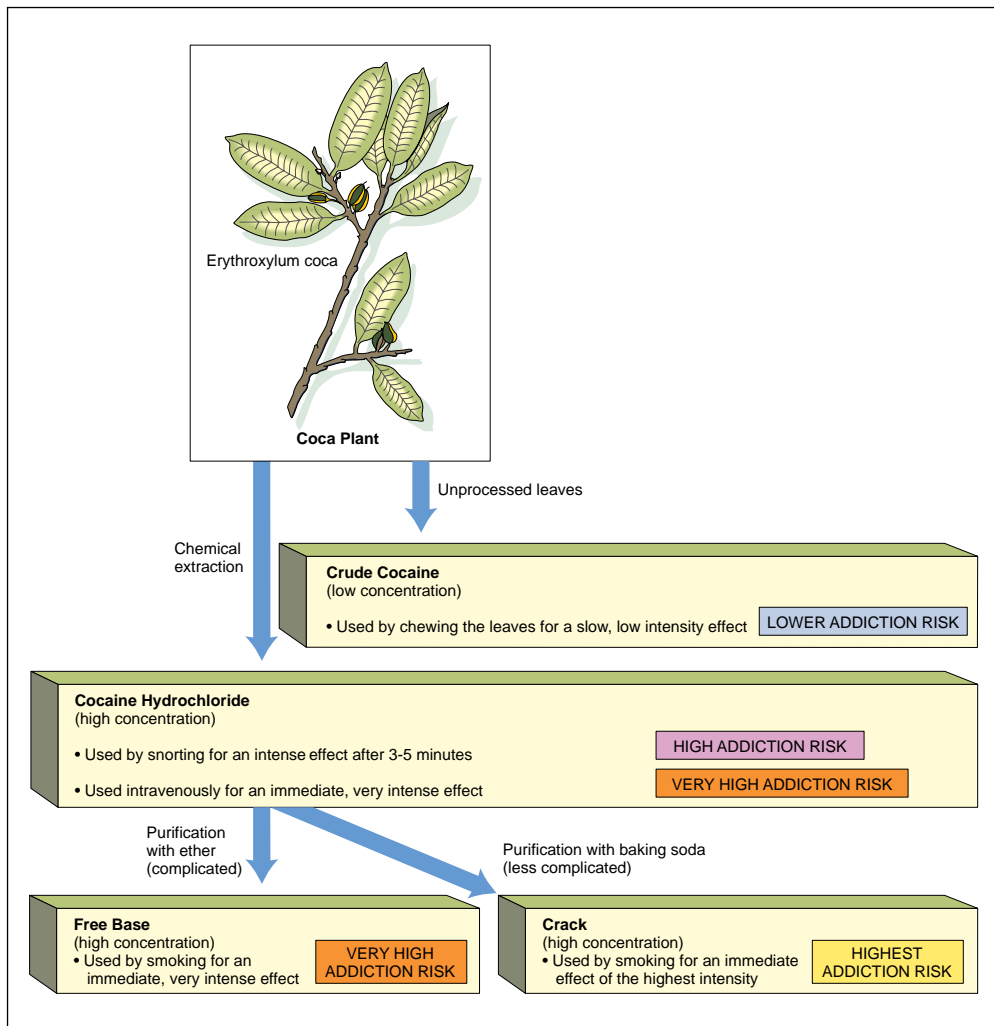 Erythroxylum coca
Coca Plant
Unprocessed leaves
Chemical
extraction
Crude Cocaine
(low concentration)
• Used by chewing the leaves for a slow, low intensity effect
LOWER ADDICTION RISK
Cocaine Hydrochloride
(high concentration)
• Used by snorting for an intense effect after 3-5 minutes
HIGH ADDICTION RISK
• Used intravenously for an immediate, very intense effect
VERY HIGH ADDICTION RISK
Purification
with ether
(complicated)
Purification with baking soda
(less complicated)
Free Base
(high concentration)
• Used by smoking for an
immediate, very intense effect
VERY HIGH
ADDICTION RISK
Crack
(high concentration)
• Used by smoking for an immediate
effect of the highest intensity
HIGHEST
ADDICTION RISK